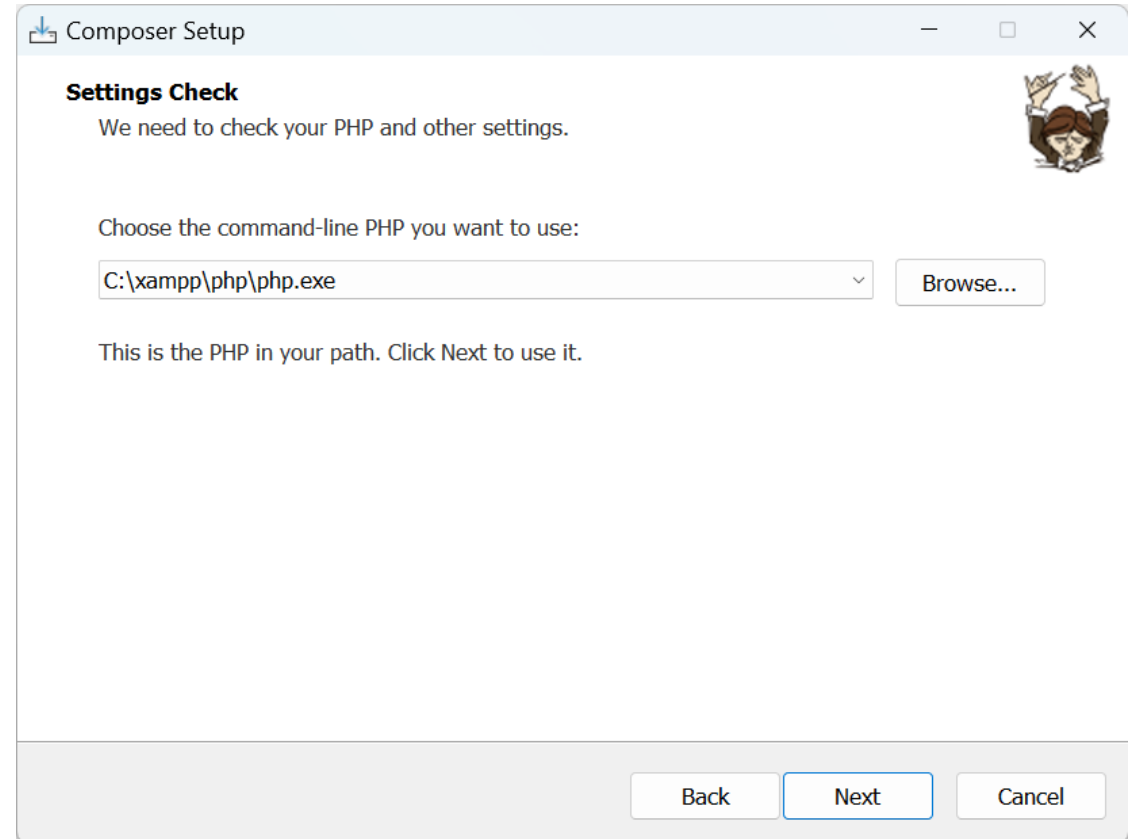 Composer Setup
Settings Check
We need to check your PHP and other settings.
Choose the command-line PHP you want to use:
C:\xampp\php\php.exe
Browse...
This is the PHP in your path. Click Next to use it.
Back
Next
Cancel